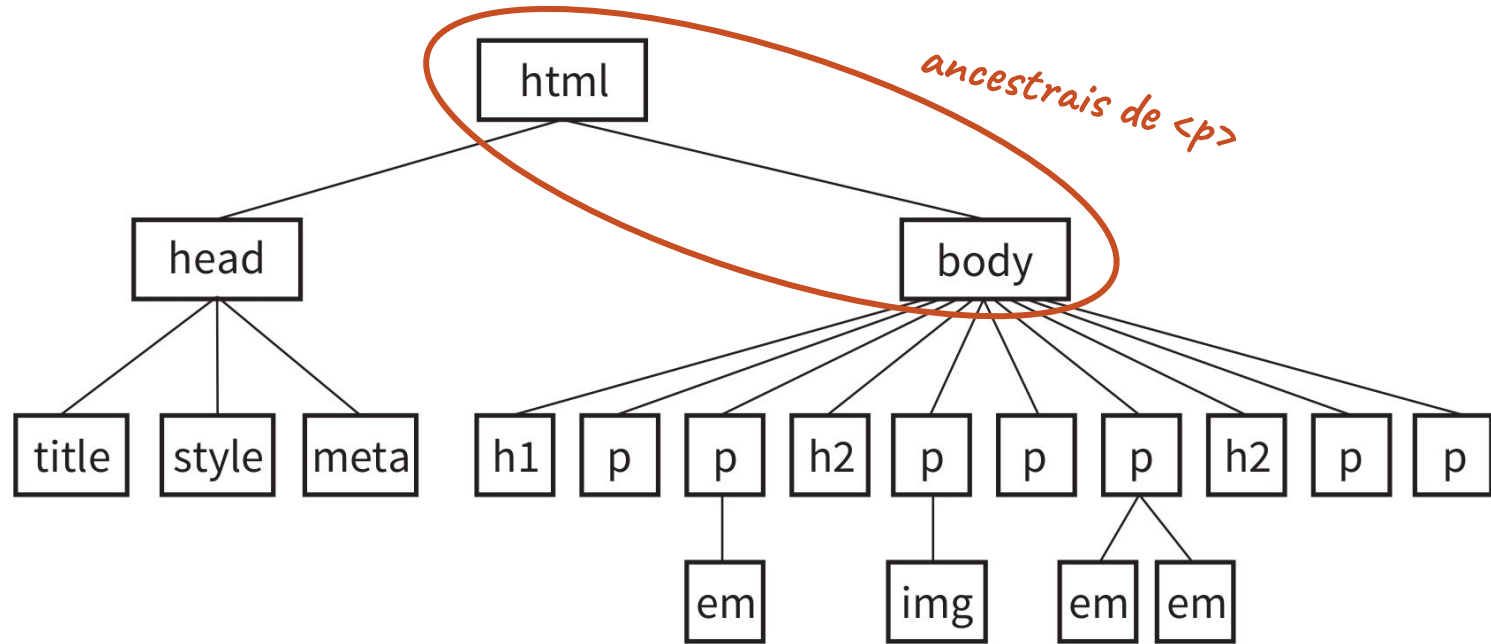 html
ancestrais de <p>
head
body
title
style
meta
h1
p
p
h2
p
p
p
h2
p
p
em
img
em
em